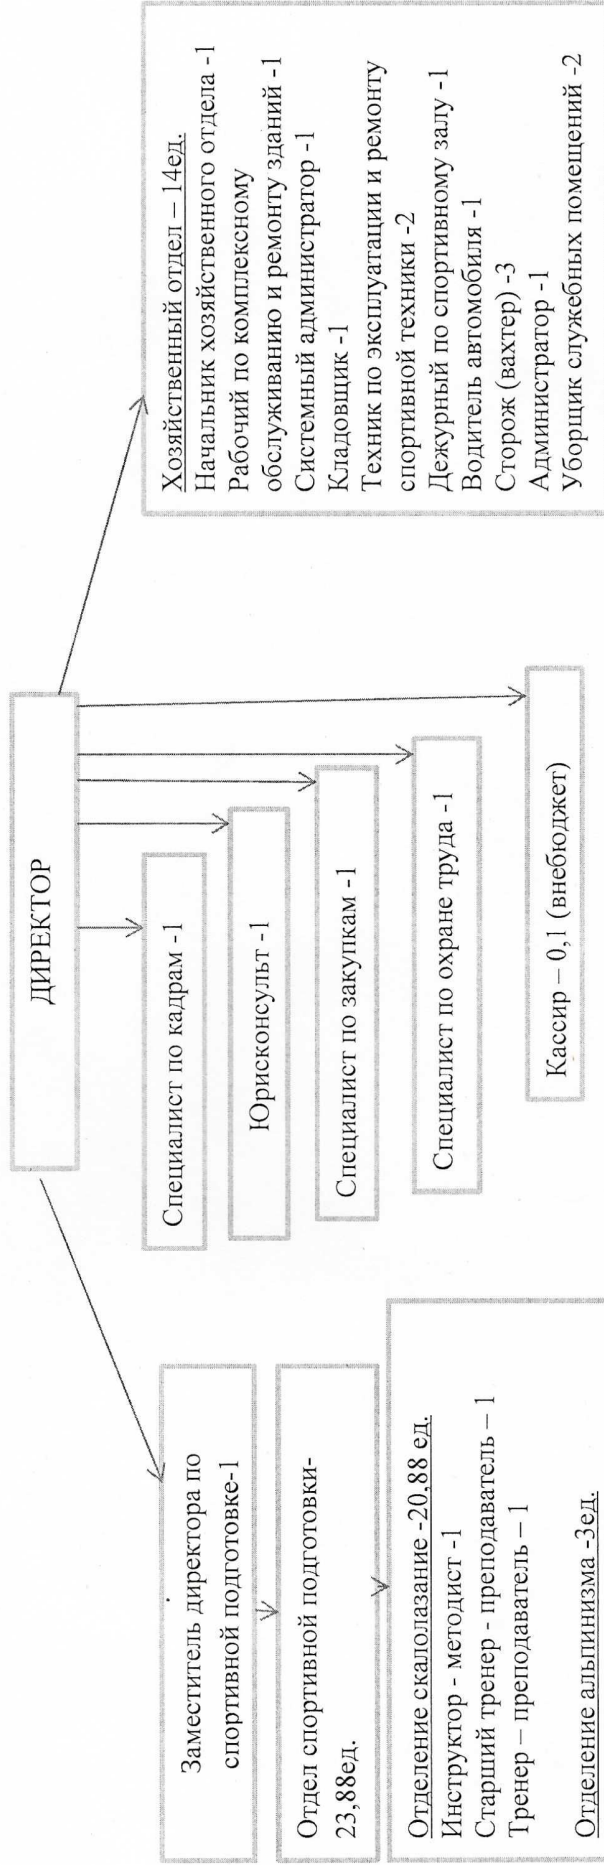 ДИРЕКТОР
Заместитель директора по
спортивной подготовке-1
Отдел спортивной подготовки-
23,88ед.
Отделение скалолазание -20,88 ед.
Инструктор - методист -1
Старший тренер - преподаватель – 1
Тренер – преподаватель – 1
Отделение альпинизма -3ед.
Специалист по кадрам -1
Юрисконсульт -1
Специалист по закупкам -1
Специалист по охране труда -1
Кассир – 0,1 (внебюджет)
Хозяйственный отдел – 14ед.
Начальник хозяйственного отдела -1
Рабочий по комплексному
обслуживанию и ремонту зданий -1
Системный администратор -1
Кладовщик -1
Техник по эксплуатации и ремонту
спортивной техники -2
Дежурный по спортивному залу -1
Водитель автомобиля -1
Сторож (вахтер) -3
Администратор -1
Уборщик служебных помещений -2